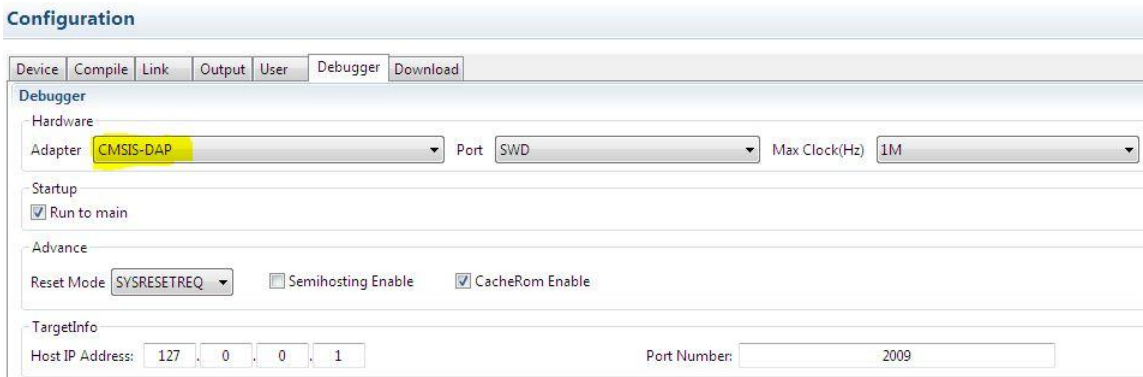 Configuration
Device Compile Link Output User Debugger Download
Debugger
Hardware
Adapter CMSIS-DAP Port SWD Max Clock(Hz) 1M
Startup
Run to main
Advance
Reset Mode SYSRESETREQ Semihosting Enable CacheRom Enable
TargetInfo
Host IP Address: 127 . 0 . 0 . 1 Port Number: 2009